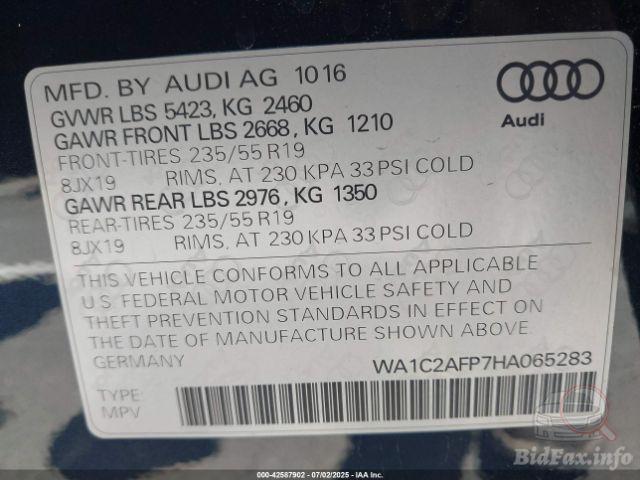 MFD. BY AUDI AG 10 16
GVWR LBS 5423, KG 2460
GAWR FRONT LBS 2668, KG 1210
FRONT-TIRES 235/55 R19
8JX19 RIMS, AT 230 KPA 33 PSI COLD
GAWR REAR LBS 2976, KG 1350
REAR-TIRES 235/55 R19
8JX19 RIMS, AT 230 KPA 33 PSI COLD
Audi
THIS VEHICLE CONFORMS TO ALL APPLICABLE
U.S. FEDERAL MOTOR VEHICLE SAFETY AND
THEFT PREVENTION STANDARDS IN EFFECT ON
THE DATE OF MANUFACTURE SHOWN ABOVE.
GERMANY WA1C2AFP7HA065283
TYPE:
MPV
BidFax.info
000-42587902 - 07/02/2025 - IAA Inc.